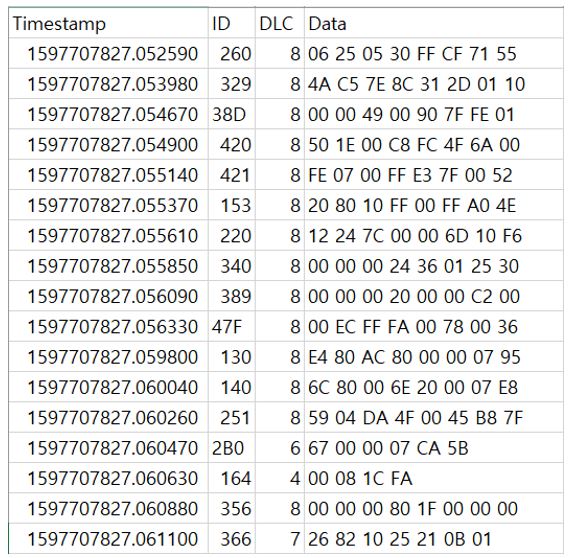 Timestamp ID DLC Data
1597707827.052590 260 8 06 25 05 30 FF CF 71 55
1597707827.053980 329 8 4A C5 7E 8C 31 2D 01 10
1597707827.054670 38D 8 00 00 49 00 90 7F FE 01
1597707827.054900 420 8 50 1E 00 C8 FC 4F 6A 00
1597707827.055140 421 8 FE 07 00 FF E3 7F 00 52
1597707827.055370 153 8 20 80 10 FF 00 FF A0 4E
1597707827.055610 220 8 12 24 7C 00 00 6D 10 F6
1597707827.055850 340 8 00 00 00 24 36 01 25 30
1597707827.056090 389 8 00 00 00 20 00 00 C2 00
1597707827.056330 47F 8 00 EC FF FA 00 78 00 36
1597707827.059800 130 8 E4 80 AC 80 00 00 07 95
1597707827.060040 140 8 6C 80 00 6E 20 00 07 E8
1597707827.060260 251 8 59 04 DA 4F 00 45 B8 7F
1597707827.060470 2B0 6 67 00 00 07 CA 5B
1597707827.060630 164 4 00 08 1C FA
1597707827.060880 356 8 00 00 00 80 1F 00 00 00
1597707827.061100 366 7 26 82 10 25 21 0B 01